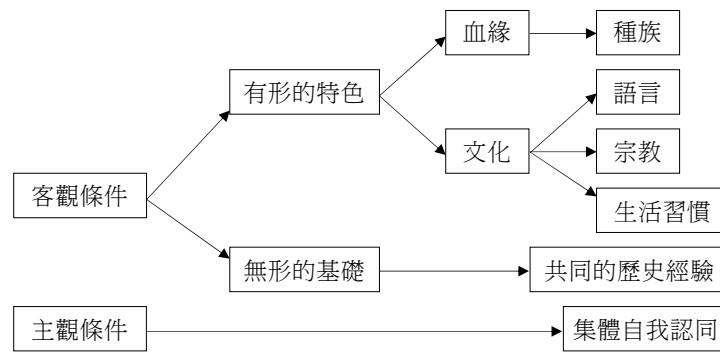 血緣
種族
有形的特色
語言
文化
宗教
客觀條件
生活習慣
無形的基礎
共同的歷史經驗
主觀條件
集體自我認同